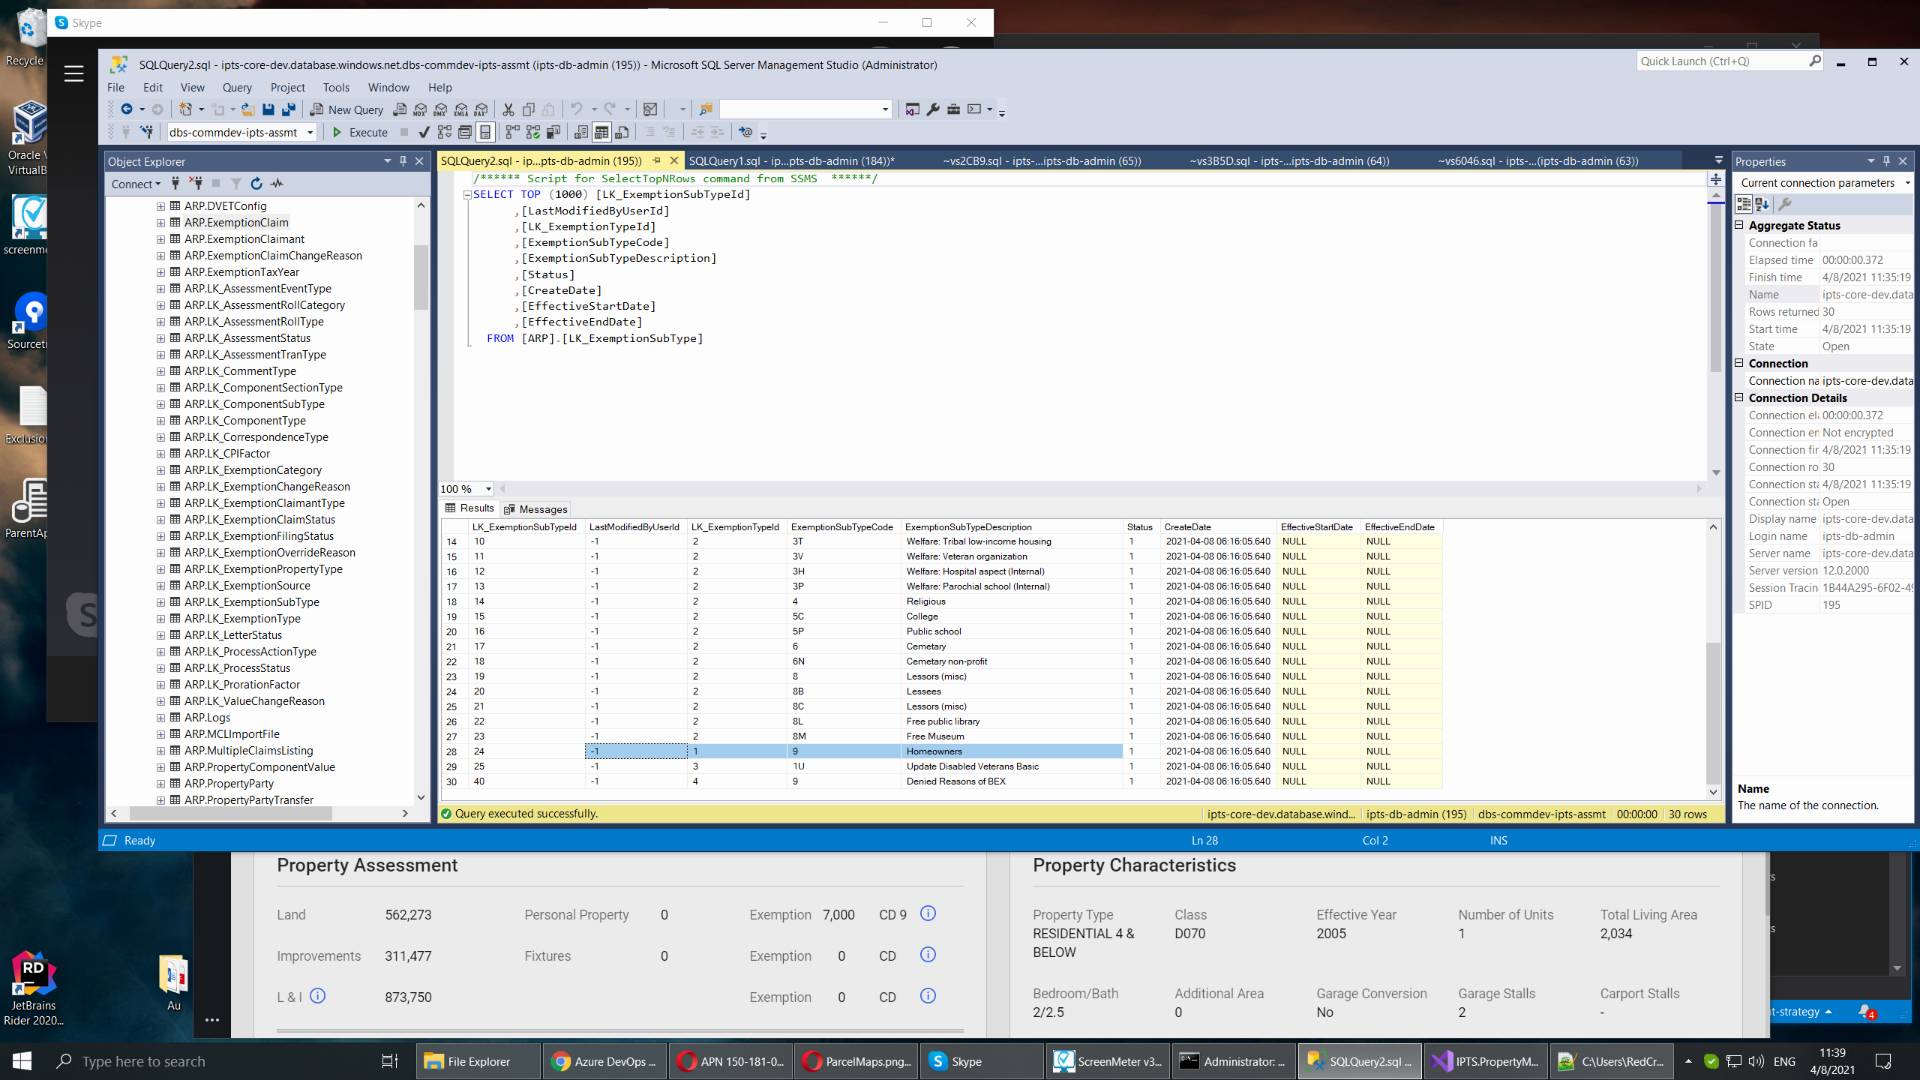 Recycle
Skype
SQLQuery2.sql - ipts-core-dev.database.windows.net.dbs-commdev-ipts-assmt (ipts-db-admin (195)) - Microsoft SQL Server Management Studio (Administrator)
Quick Launch (Ctrl+Q)
File Edit View Query Project Tools Window Help
New Query
dbs-commdev-ipts-assmt Execute
Oracle V
VirtualB
screenm
Sourcetr
Exclusio
ParentAp
Object Explorer
Connect
ARP.DVETConfig
ARP.ExemptionClaim
ARP.ExemptionClaimant
ARP.ExemptionClaimChangeReason
ARP.ExemptionTaxYear
ARP.LK_AssessmentEventType
ARP.LK_AssessmentRollCategory
ARP.LK_AssessmentRollType
ARP.LK_AssessmentStatus
ARP.LK_AssessmentTranType
ARP.LK_CommentType
ARP.LK_ComponentSectionType
ARP.LK_ComponentSubType
ARP.LK_ComponentType
ARP.LK_CorrespondenceType
ARP.LK_CPIFactor
ARP.LK_ExemptionCategory
ARP.LK_ExemptionChangeReason
ARP.LK_ExemptionClaimantType
ARP.LK_ExemptionClaimStatus
ARP.LK_ExemptionFilingStatus
ARP.LK_ExemptionOverrideReason
ARP.LK_ExemptionPropertyType
ARP.LK_ExemptionSource
ARP.LK_ExemptionSubType
ARP.LK_ExemptionType
ARP.LK_LetterStatus
ARP.LK_ProcessActionType
ARP.LK_ProcessStatus
ARP.LK_ProrationFactor
ARP.LK_ValueChangeReason
ARP.Logs
ARP.MCLImportFile
ARP.MultipleClaimsListing
ARP.PropertyComponentValue
ARP.PropertyParty
ARP.PropertyPartyTransfer
SQLQuery2.sql - ip...pts-db-admin (195)) SQLQuery1.sql - ip...pts-db-admin (184))* ~vs2CB9.sql - ipts-...ipts-db-admin (65)) ~vs3B5D.sql - ipts-...ipts-db-admin (64)) ~vs6046.sql - ipts-...(ipts-db-admin (63))
/****** Script for SelectTopNRows command from SSMS ******/
SELECT TOP (1000) [LK_ExemptionSubTypeId]
,[LastModifiedByUserId]
,[LK_ExemptionTypeId]
,[ExemptionSubTypeCode]
,[ExemptionSubTypeDescription]
,[Status]
,[CreateDate]
,[EffectiveStartDate]
,[EffectiveEndDate]
FROM [ARP].[LK_ExemptionSubType]
100 %
Results Messages
LK_ExemptionSubTypeId LastModifiedByUserId LK_ExemptionTypeId ExemptionSubTypeCode ExemptionSubTypeDescription Status CreateDate EffectiveStartDate EffectiveEndDate
14 10 -1 2 3T Welfare: Tribal low-income housing 1 2021-04-08 06:16:05.640 NULL NULL
15 11 -1 2 3V Welfare: Veteran organization 1 2021-04-08 06:16:05.640 NULL NULL
16 12 -1 2 3H Welfare: Hospital aspect (Internal) 1 2021-04-08 06:16:05.640 NULL NULL
17 13 -1 2 3P Welfare: Parochial school (Internal) 1 2021-04-08 06:16:05.640 NULL NULL
18 14 -1 2 4 Religious 1 2021-04-08 06:16:05.640 NULL NULL
19 15 -1 2 5C College 1 2021-04-08 06:16:05.640 NULL NULL
20 16 -1 2 5P Public school 1 2021-04-08 06:16:05.640 NULL NULL
21 17 -1 2 6 Cemetary 1 2021-04-08 06:16:05.640 NULL NULL
22 18 -1 2 6N Cemetary non-profit 1 2021-04-08 06:16:05.640 NULL NULL
23 19 -1 2 8 Lessors (misc) 1 2021-04-08 06:16:05.640 NULL NULL
24 20 -1 2 8B Lessees 1 2021-04-08 06:16:05.640 NULL NULL
25 21 -1 2 8C Lessors (misc) 1 2021-04-08 06:16:05.640 NULL NULL
26 22 -1 2 8L Free public library 1 2021-04-08 06:16:05.640 NULL NULL
27 23 -1 2 8M Free Museum 1 2021-04-08 06:16:05.640 NULL NULL
28 24 -1 1 9 Homeowners 1 2021-04-08 06:16:05.640 NULL NULL
29 25 -1 3 1U Update Disabled Veterans Basic 1 2021-04-08 06:16:05.640 NULL NULL
30 40 -1 4 9 Denied Reasons of BEX 1 2021-04-08 06:16:05.640 NULL NULL
Query executed successfully. ipts-core-dev.database.wind... ipts-db-admin (195) dbs-commdev-ipts-assmt 00:00:00 30 rows
Properties
Current connection parameters
Aggregate Status
Connection fa
Elapsed time 00:00:00.372
Finish time 4/8/2021 11:35:19
Name ipts-core-dev.data
Rows returned 30
Start time 4/8/2021 11:35:19
State Open
Connection
Connection na ipts-core-dev.data
Connection Details
Connection el 00:00:00.372
Connection en Not encrypted
Connection fir 4/8/2021 11:35:19
Connection ro 30
Connection sta 4/8/2021 11:35:19
Connection sta Open
Display name ipts-core-dev.data
Login name ipts-db-admin
Server name ipts-core-dev.data
Server version 12.0.2000
Session Tracin 1B44A295-6F02-49
SPID 195
Name
The name of the connection.
Ready Ln 28 Col 2 INS
Property Assessment
Land 562,273 Personal Property 0 Exemption 7,000 CD 9
Improvements 311,477 Fixtures 0 Exemption 0 CD
L & I 873,750 Exemption 0 CD
Property Characteristics
Property Type Class Effective Year Number of Units Total Living Area
RESIDENTIAL 4 & BELOW D070 2005 1 2,034
Bedroom/Bath Additional Area Garage Conversion Garage Stalls Carport Stalls
2/2.5 0 No 2 -
t-strategy 4
RD
JetBrains
Rider 2020...
Au
Type here to search
File Explorer
Azure DevOps ...
APN 150-181-0...
ParcelMaps.png...
Skype
ScreenMeter v3...
Administrator: ...
SQLQuery2.sql ...
IPTS.PropertyM...
C:\Users\RedCr...
ENG
11:39
4/8/2021